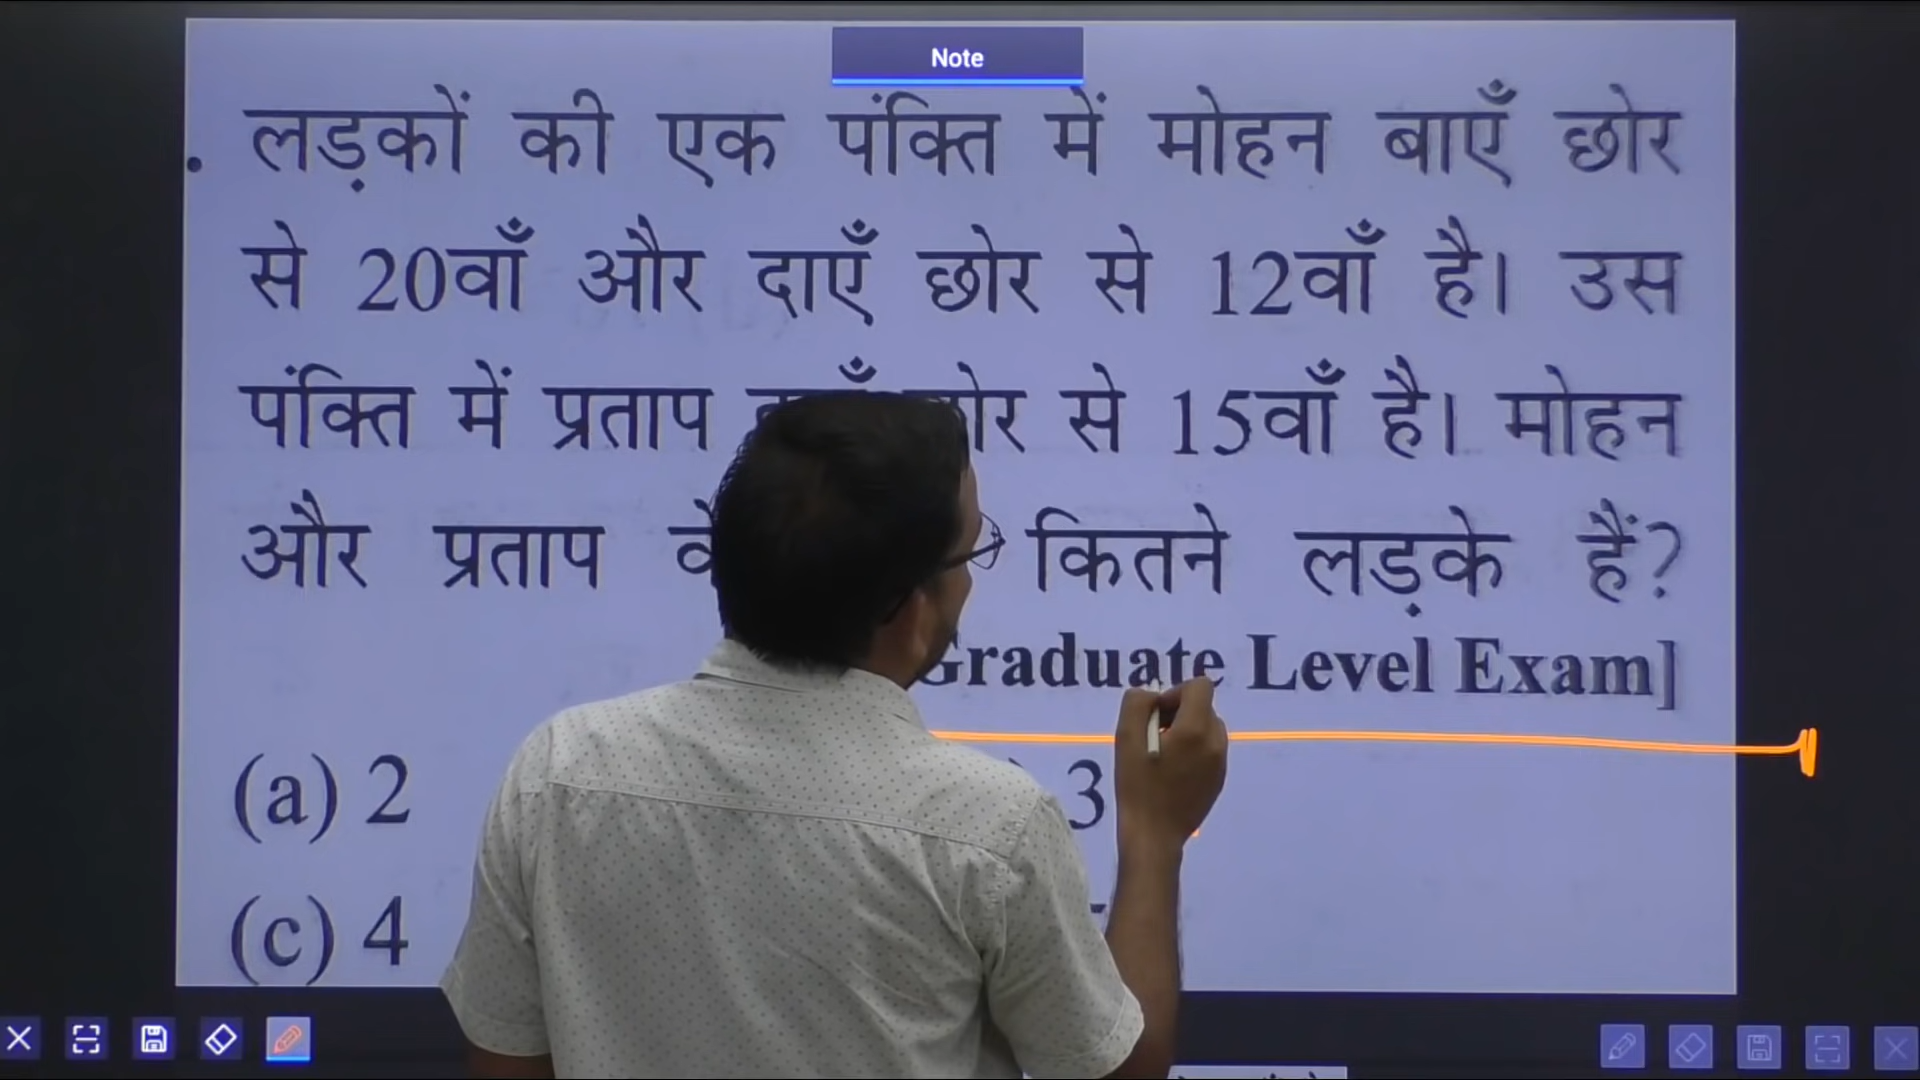 Note
. लड़कों की एक पंक्ति में मोहन बाएँ छोर
से 20वाँ और दाएँ छोर से 12वाँ है। उस
पंक्ति में प्रताप से 15वाँ है। मोहन
और प्रताप कितने लड़के हैं?
Graduate Level Exam]
(a) 2 3
(c) 4